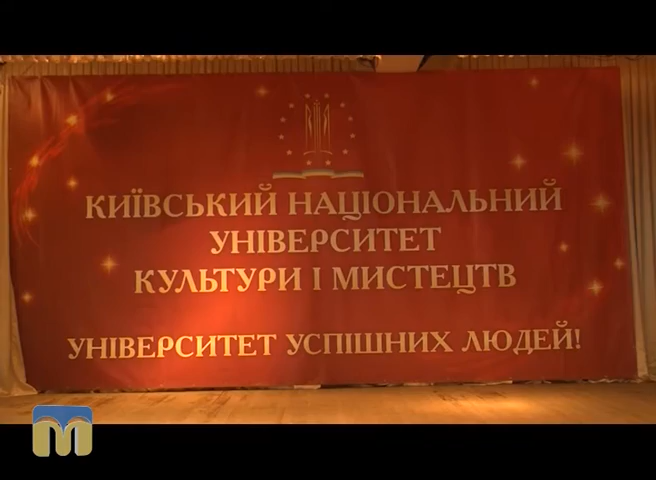 КИЇВСЬКИЙ НАЦІОНАЛЬНИЙ
УНІВЕРСИТЕТ
КУЛЬТУРИ І МИСТЕЦТВ
УНІВЕРСИТЕТ УСПІШНИХ ЛЮДЕЙ!